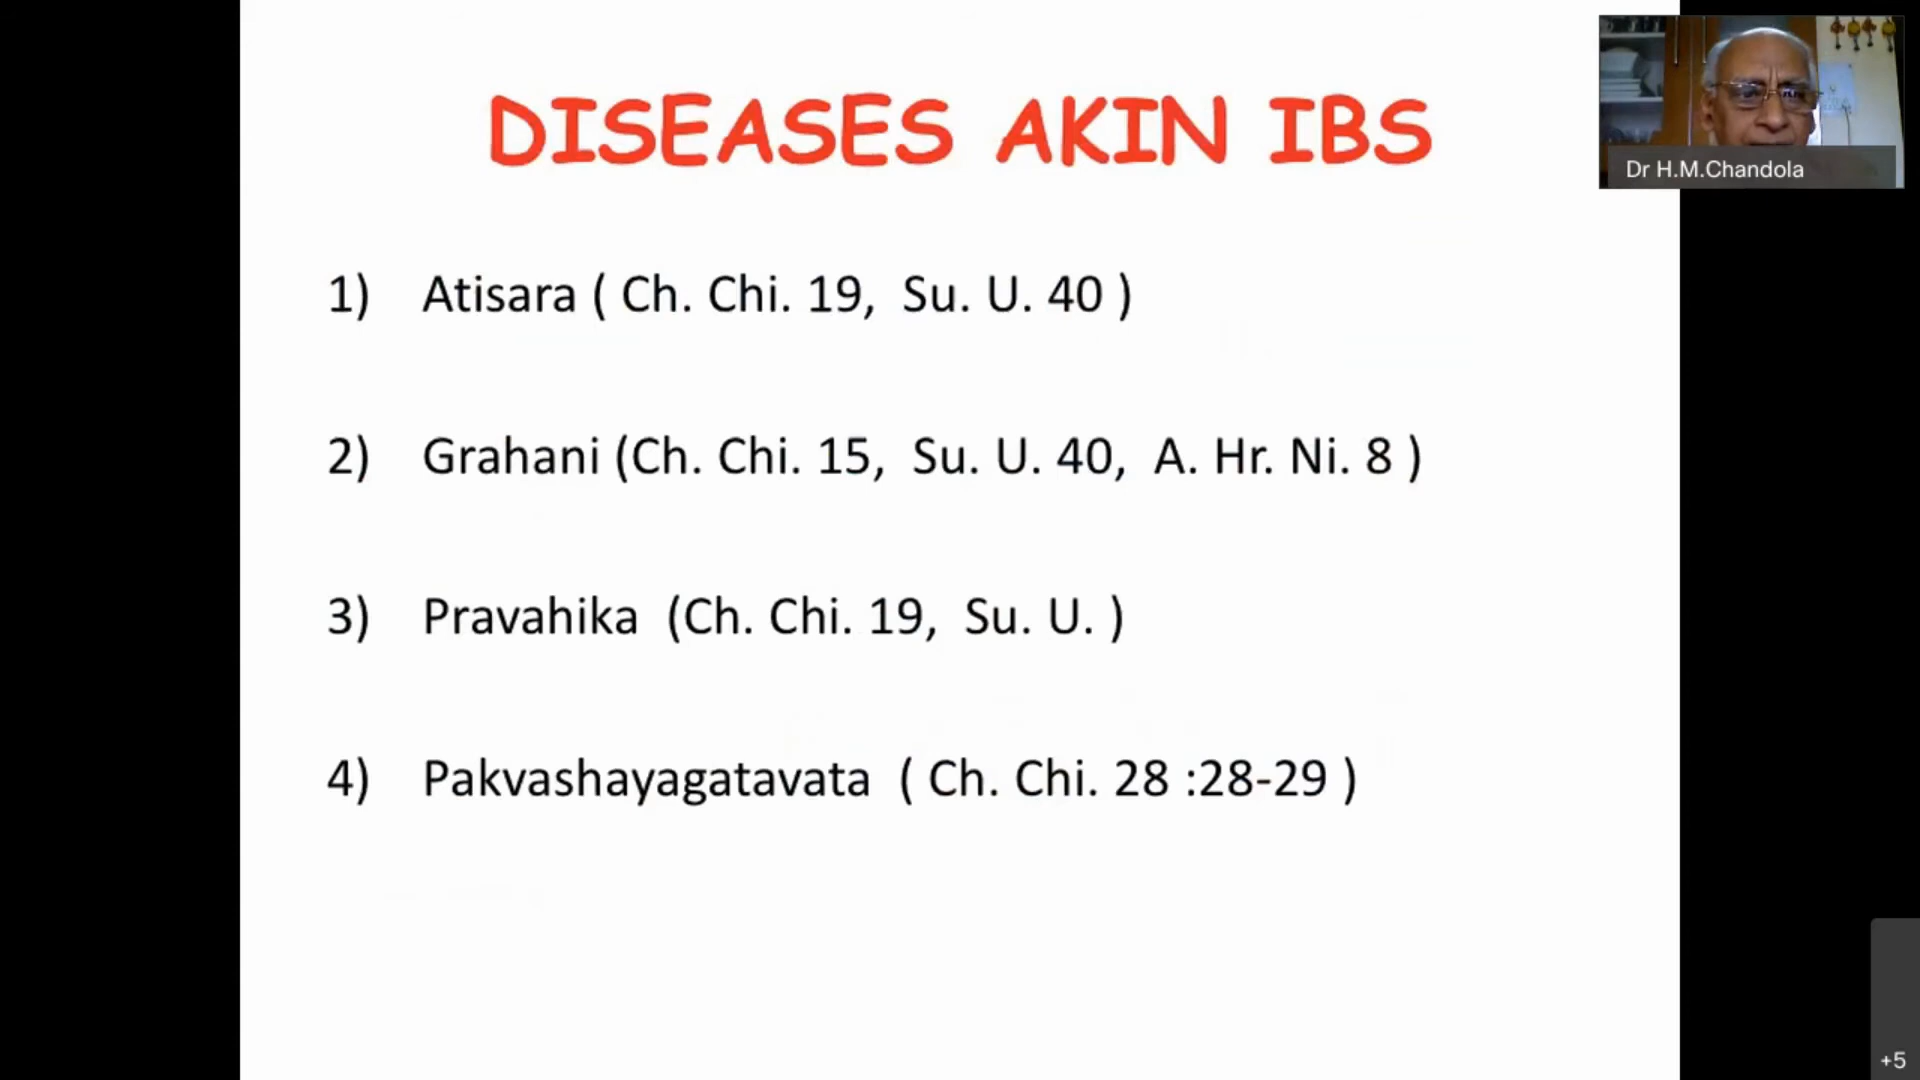 DISEASES AKIN IBS
Dr H.M.Chandola
1) Atisara ( Ch. Chi. 19, Su. U. 40 )
2) Grahani (Ch. Chi. 15, Su. U. 40, A. Hr. Ni. 8 )
3) Pravahika (Ch. Chi. 19, Su. U. )
4) Pakvashayagatavata ( Ch. Chi. 28 :28-29 )
+5